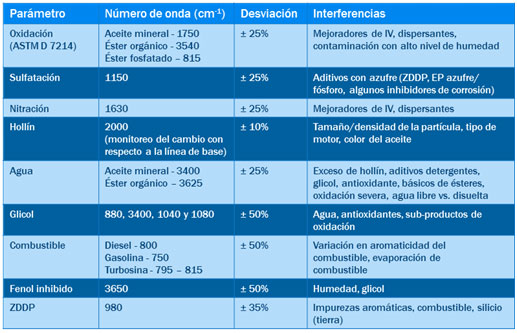 Parámetro Número de onda (cm-1) Desviación Interferencias
Oxidación Aceite mineral - 1750 ± 25% Mejoradores de IV, dispersantes,
(ASTM D 7214) Éster orgánico - 3540 contaminación con alto nivel de humedad
Éster fosfatado – 815
Sulfatación 1150 ± 25% Aditivos con azufre (ZDDP, EP azufre/
fósforo, algunos inhibidores de corrosión)
Nitración 1630 ± 25% Mejoradores de IV, dispersantes
Hollín 2000 ± 10% Tamaño/densidad de la partícula, tipo de
(monitoreo del cambio con motor, color del aceite
respecto a la línea de base)
Agua Aceite mineral - 3400 ± 25% Exceso de hollín, aditivos detergentes,
Éster orgánico – 3625 glicol, antioxidante, básicos de ésteres,
oxidación severa, agua libre vs. disuelta
Glicol 880, 3400, 1040 y 1080 ± 50% Agua, antioxidantes, sub-productos de
oxidación
Combustible Diesel - 800 ± 50% Variación en aromaticidad del
Gasolina - 750 combustible, evaporación de
Turbosina - 795 – 815 combustible
Fenol inhibido 3650 ± 50% Humedad, glicol
ZDDP 980 ± 35% Impurezas aromáticas, combustible, silicio
(tierra)